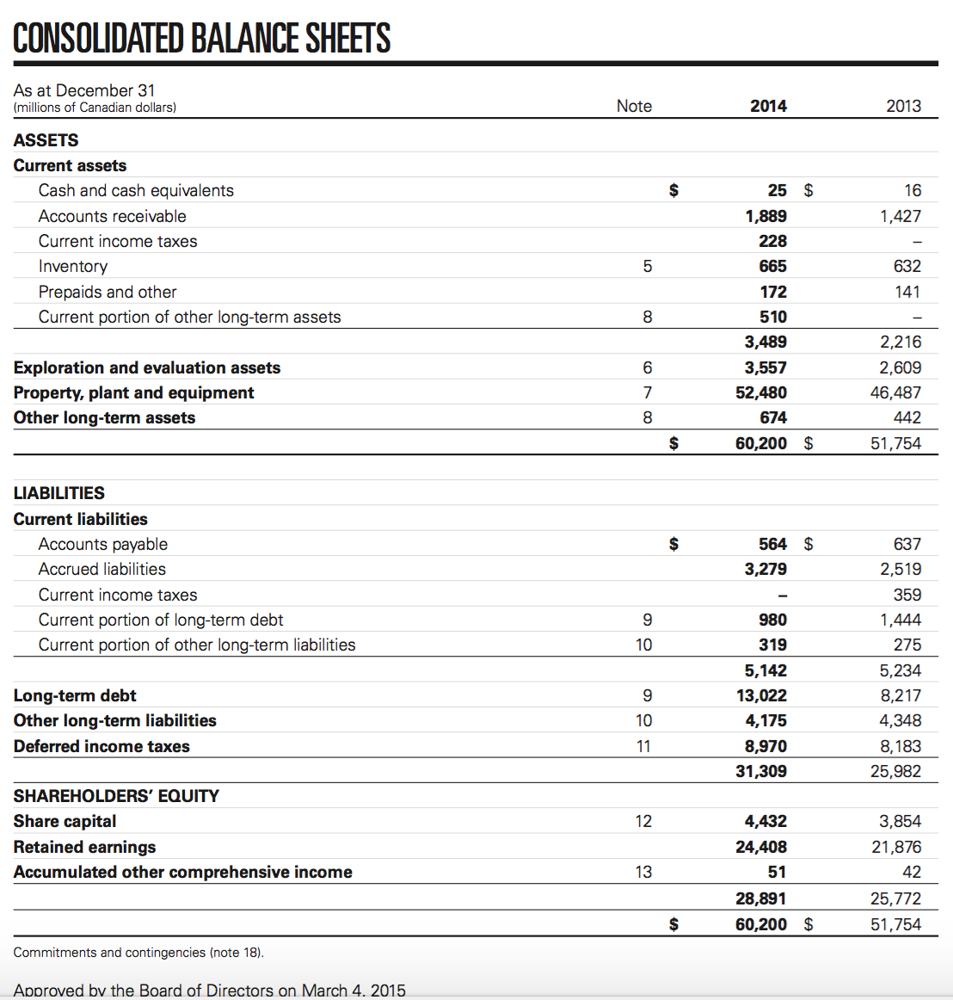 CONSOLIDATED BALANCE SHEETS
As at December 31
(millions of Canadian dollars) Note 2014 2013
ASSETS
Current assets
Cash and cash equivalents $ 25 $ 16
Accounts receivable 1,889 1,427
Current income taxes 228 –
Inventory 5 665 632
Prepaids and other 172 141
Current portion of other long-term assets 8 510 –
3,489 2,216
Exploration and evaluation assets 6 3,557 2,609
Property, plant and equipment 7 52,480 46,487
Other long-term assets 8 674 442
$ 60,200 $ 51,754
LIABILITIES
Current liabilities
Accounts payable $ 564 $ 637
Accrued liabilities 3,279 2,519
Current income taxes – 359
Current portion of long-term debt 9 980 1,444
Current portion of other long-term liabilities 10 319 275
5,142 5,234
Long-term debt 9 13,022 8,217
Other long-term liabilities 10 4,175 4,348
Deferred income taxes 11 8,970 8,183
31,309 25,982
SHAREHOLDERS’ EQUITY
Share capital 12 4,432 3,854
Retained earnings 24,408 21,876
Accumulated other comprehensive income 13 51 42
28,891 25,772
$ 60,200 $ 51,754
Commitments and contingencies (note 18).
Approved by the Board of Directors on March 4, 2015